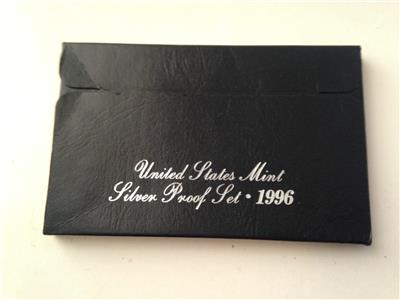 United States Mint
Silver Proof Set • 1996